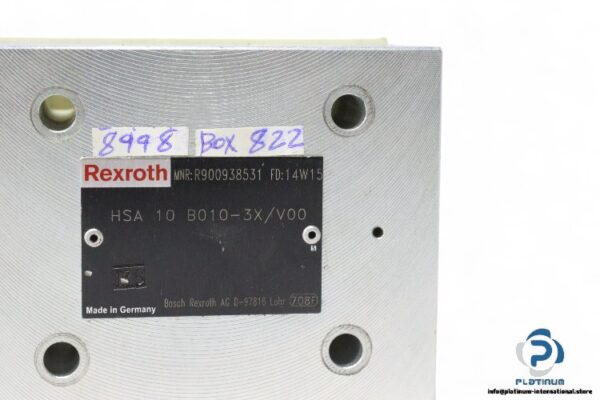 8998 BOX 822
Rexroth MNR:R900938531 FD:14W15
HSA 10 B010-3X/V00
Made in Germany
Bosch Rexroth AG D-97816 Lohr 708F
PLATINUM
info@platinum-international.store